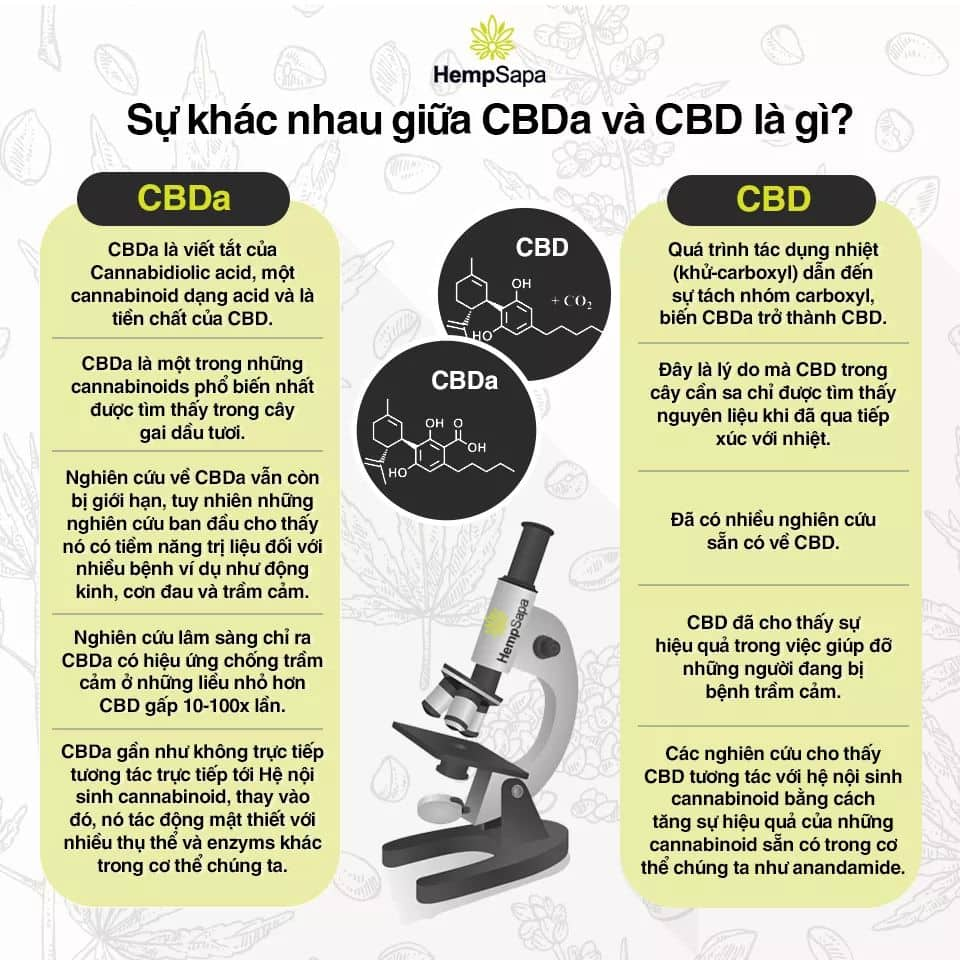 HempSapa
Sự khác nhau giữa CBDa và CBD là gì?
CBDa
CBDa là viết tắt của
Cannabidiolic acid, một
cannabinoid dạng acid và là
tiền chất của CBD.
CBDa là một trong những
cannabinoids phổ biến nhất
được tìm thấy trong cây
gai dầu tươi.
Nghiên cứu về CBDa vẫn còn
bị giới hạn, tuy nhiên những
nghiên cứu ban đầu cho thấy
nó có tiềm năng trị liệu đối với
nhiều bệnh ví dụ như động
kinh, cơn đau và trầm cảm.
Nghiên cứu lâm sàng chỉ ra
CBDa có hiệu ứng chống trầm
cảm ở những liều nhỏ hơn
CBD gấp 10-100x lần.
CBDa gần như không trực tiếp
tương tác trực tiếp tới Hệ nội
sinh cannabinoid, thay vào
đó, nó tác động mật thiết với
nhiều thụ thể và enzyms khác
trong cơ thể chúng ta.
CBD
OH
+ CO₂
HO
CBDa
OH
O
OH
HO
HempSapa
CBD
Quá trình tác dụng nhiệt
(khử-carboxyl) dẫn đến
sự tách nhóm carboxyl,
biến CBDa trở thành CBD.
Đây là lý do mà CBD trong
cây cần sa chỉ được tìm thấy
nguyên liệu khi đã qua tiếp
xúc với nhiệt.
Đã có nhiều nghiên cứu
sẵn có về CBD.
CBD đã cho thấy sự
hiệu quả trong việc giúp đỡ
những người đang bị
bệnh trầm cảm.
Các nghiên cứu cho thấy
CBD tương tác với hệ nội sinh
cannabinoid bằng cách
tăng sự hiệu quả của những
cannabinoid sẵn có trong cơ
thể chúng ta như anandamide.